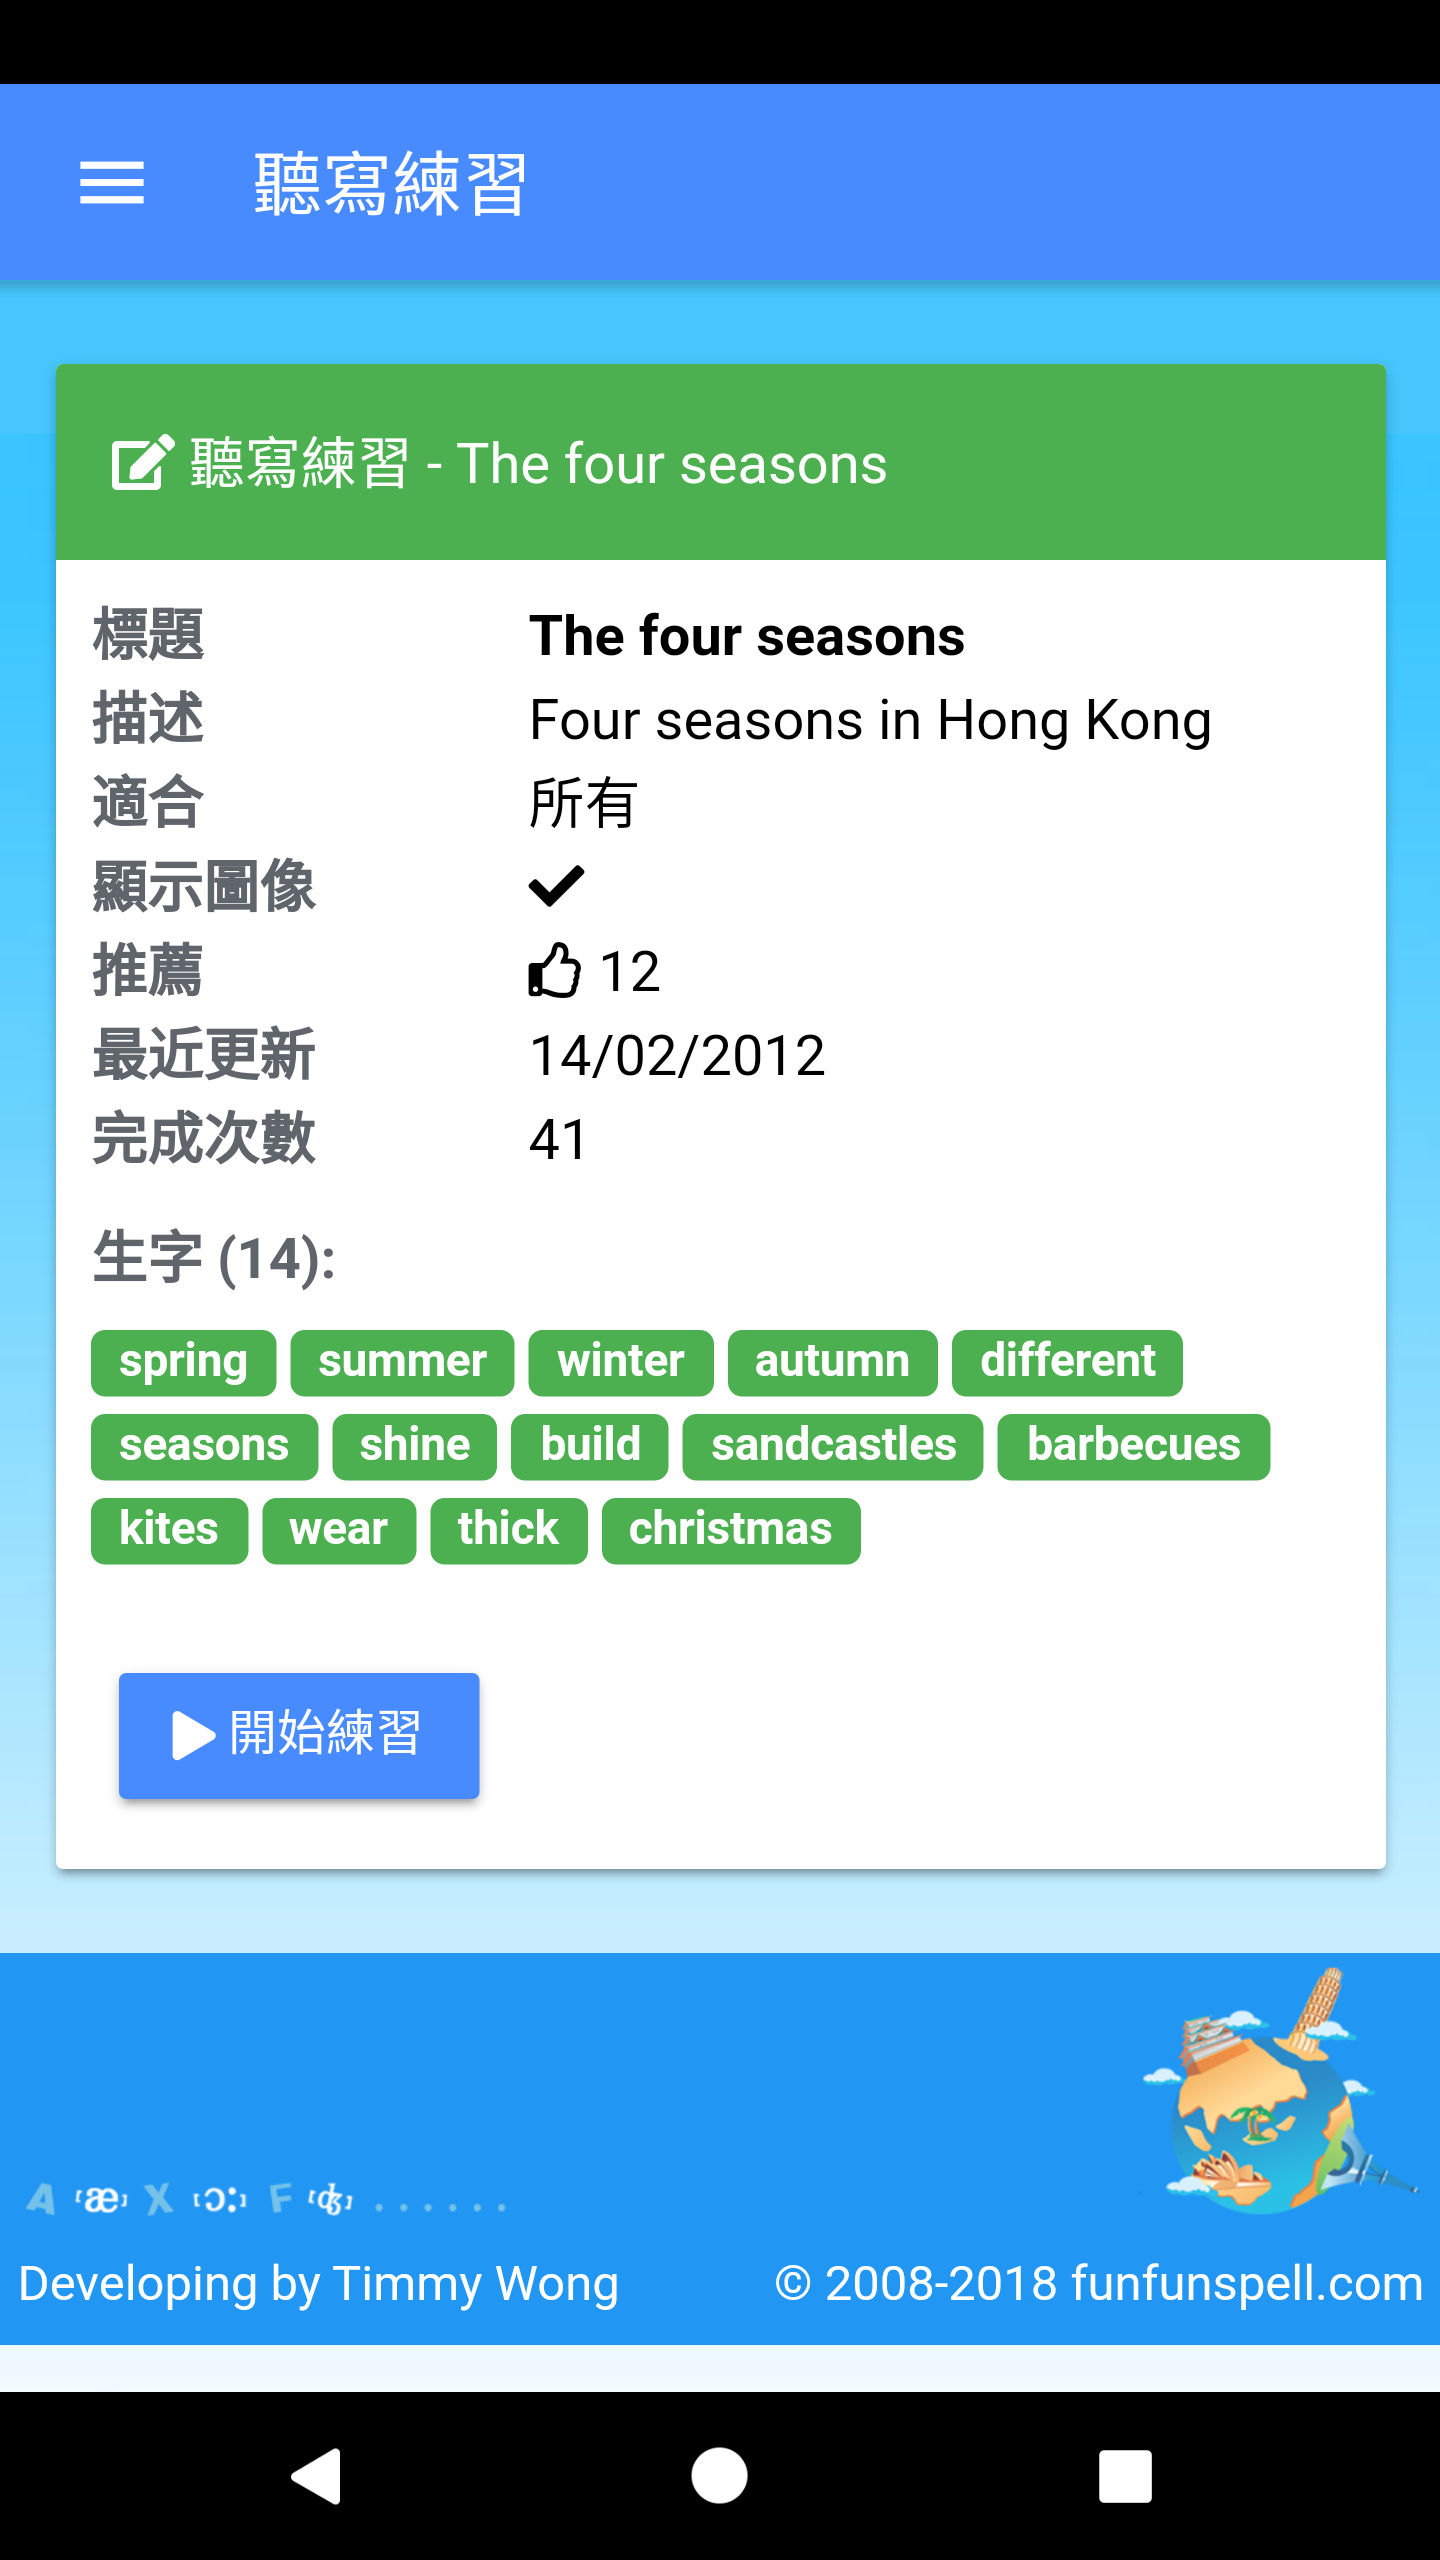 聽寫練習
聽寫練習 - The four seasons
標題 The four seasons
描述 Four seasons in Hong Kong
適合 所有
顯示圖像
推薦 12
最近更新 14/02/2012
完成次數 41
生字 (14):
spring summer winter autumn different
seasons shine build sandcastles barbecues
kites wear thick christmas
開始練習
A 'æ' X 'ɔ:' F 'ʤ' ......
Developing by Timmy Wong © 2008-2018 funfunspell.com